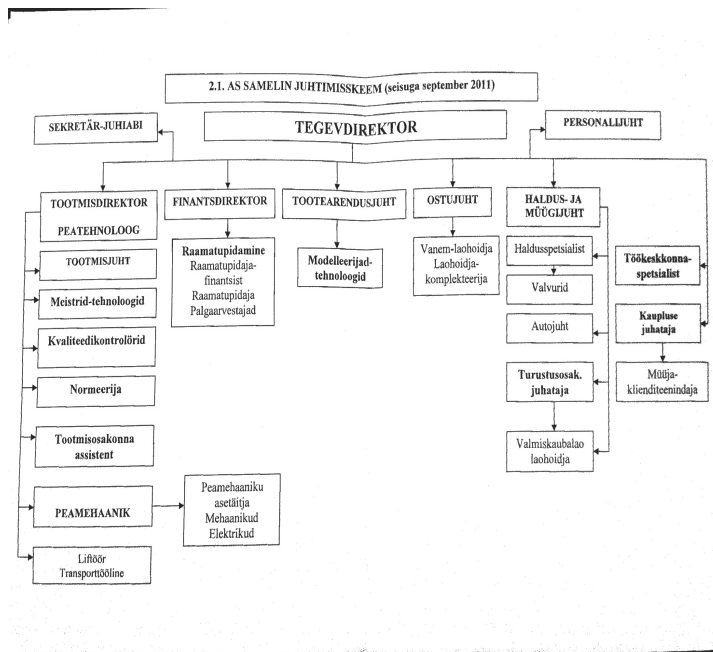 2.1. AS SAMELIN JUHTIMISSKEEM (seisuga september 2011)
SEKRETÄR-JUHIABI
TEGEVDIREKTOR
PERSONALIJUHT
TOOTMISDIREKTOR
PEATEHNOLOOG
FINANTSDIREKTOR
TOOTEARENDUSJUHT
OSTUJUHT
HALDUS- JA
MÜÜGIJUHT
TOOTMISJUHT
Meistrid-tehnoloogid
Kvaliteedikontrolörid
Normeerija
Tootmisosakonna
assistent
PEAMEHAANIK
Peamehaaniku
asetäitja
Mehaanikud
Elektrikud
Liftöör
Transporttööline
Raamatupidamine
Raamatupidaja-
finantsist
Raamatupidaja
Palgaarvestajad
Modelleerijad-
tehnoloogid
Vanem-laohoidja
Laohoidja-
komplekteerija
Haldusspetsialist
Valvurid
Autojuht
Turustusosak.
juhataja
Valmiskaubalao
laohoidja
Töökeskkonna-
spetsialist
Kaupluse
juhataja
Müüja-
klienditeenindaja